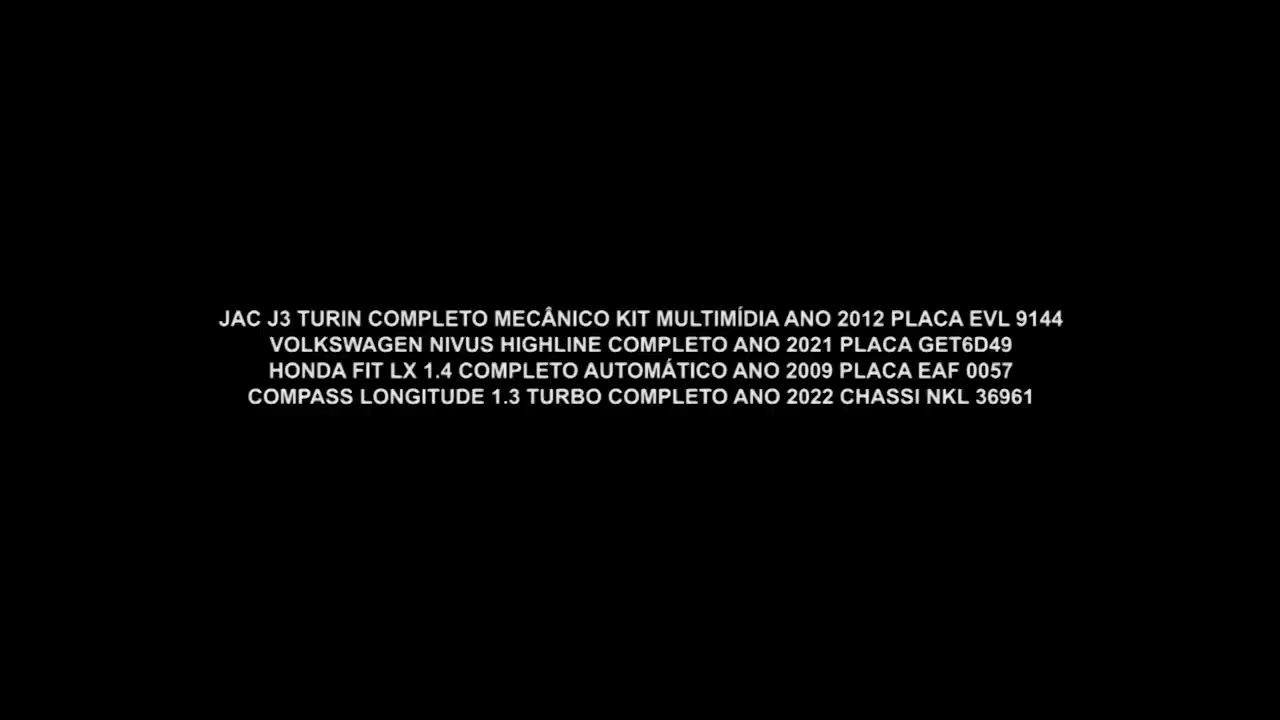 JAC J3 TURIN COMPLETO MECÂNICO KIT MULTIMÍDIA ANO 2012 PLACA EVL 9144
VOLKSWAGEN NIVUS HIGHLINE COMPLETO ANO 2021 PLACA GET6D49
HONDA FIT LX 1.4 COMPLETO AUTOMÁTICO ANO 2009 PLACA EAF 0057
COMPASS LONGITUDE 1.3 TURBO COMPLETO ANO 2022 CHASSI NKL 36961